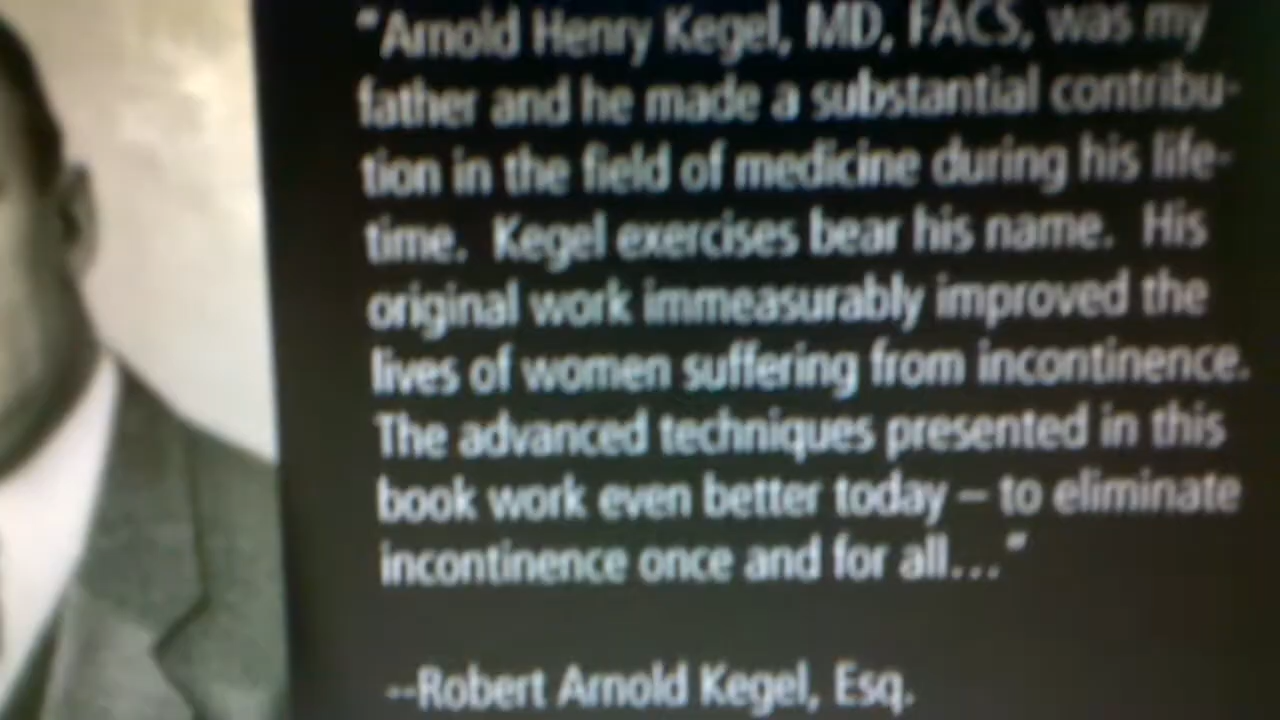 "Arnold Henry Kegel, MD, FACS, was my
father and he made a substantial contribu-
tion in the field of medicine during his life-
time. Kegel exercises bear his name. His
original work immeasurably improved the
lives of women suffering from incontinence.
The advanced techniques presented in this
book work even better today – to eliminate
incontinence once and for all..."
--Robert Arnold Kegel, Esq.